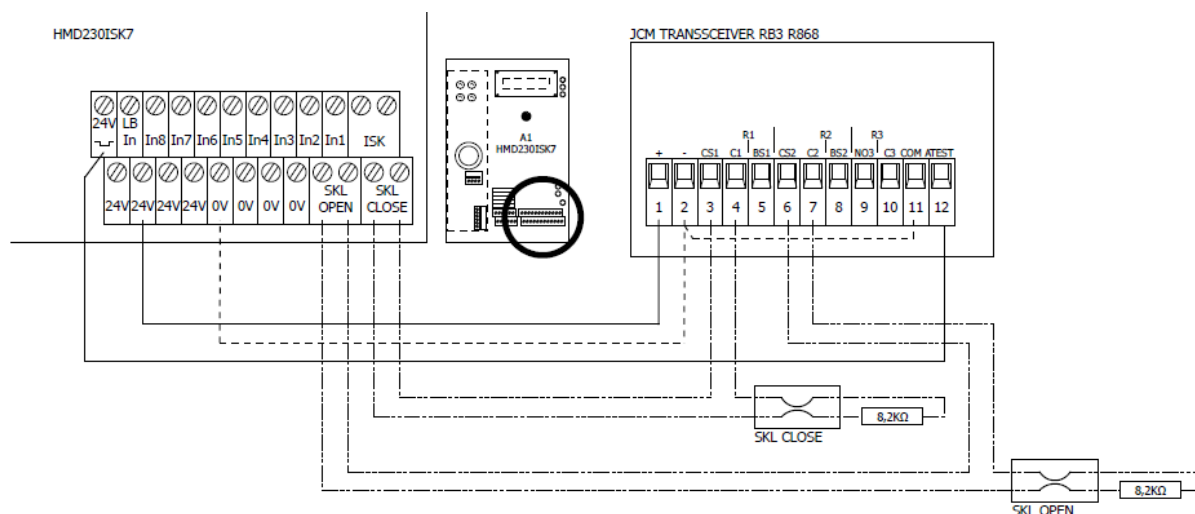 HMD230ISK7
JCM TRANSSCEIVER RB3 R868
24V LB In In8 In7 In6 In5 In4 In3 In2 In1 ISK
24V 24V 24V 24V 0V 0V 0V 0V SKL OPEN SKL CLOSE
A1
HMD230ISK7
R1 R2 R3
+ - CS1 C1 BS1 CS2 C2 BS2 NO3 C3 COM ATEST
1 2 3 4 5 6 7 8 9 10 11 12
8,2KΩ
SKL CLOSE
8,2KΩ
SKL OPEN